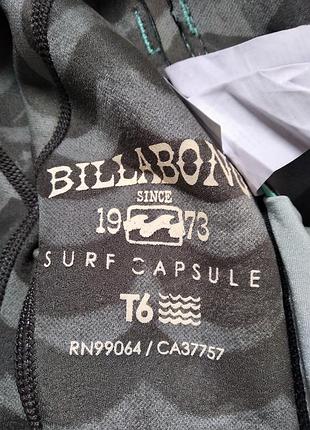 BILLABONG
SINCE
19 73
SURF CAPSULE
T6
RN99064 / CA37757